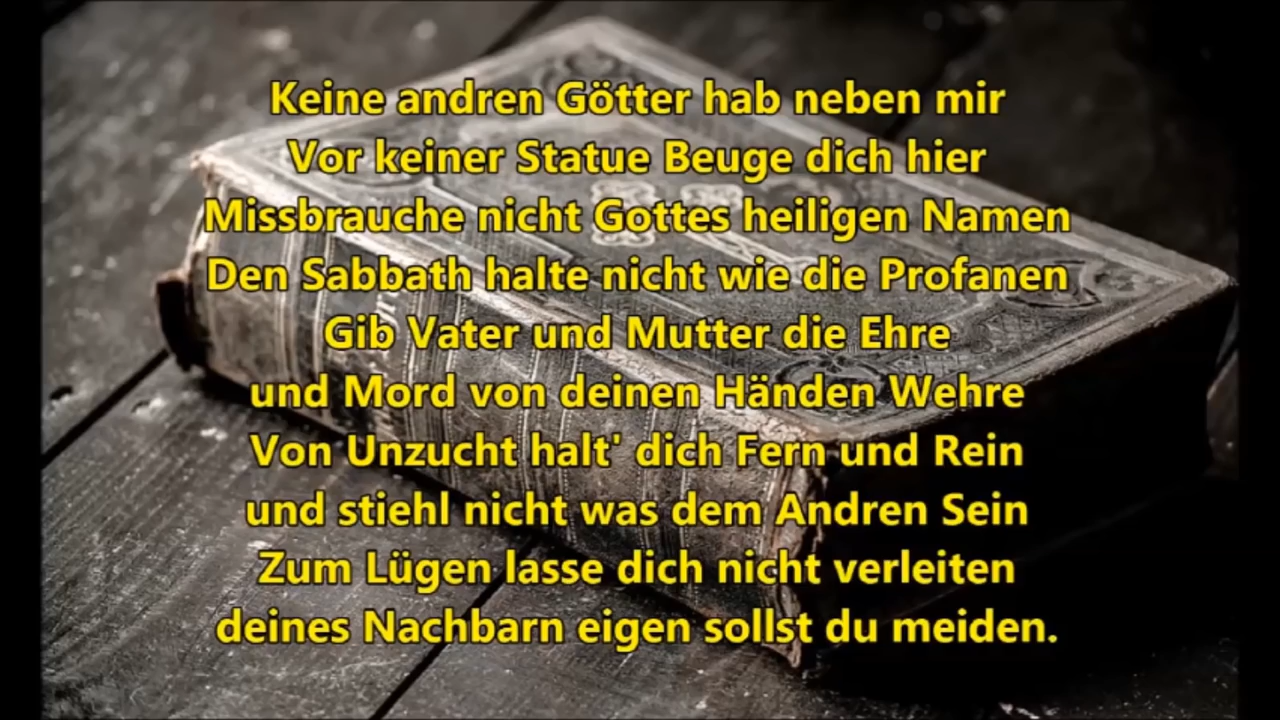 Keine andren Götter hab neben mir
Vor keiner Statue Beuge dich hier
Missbrauche nicht Gottes heiligen Namen
Den Sabbath halte nicht wie die Profanen
Gib Vater und Mutter die Ehre
und Mord von deinen Händen Wehre
Von Unzucht halt' dich Fern und Rein
und stiehl nicht was dem Andren Sein
Zum Lügen lasse dich nicht verleiten
deines Nachbarn eigen sollst du meiden.